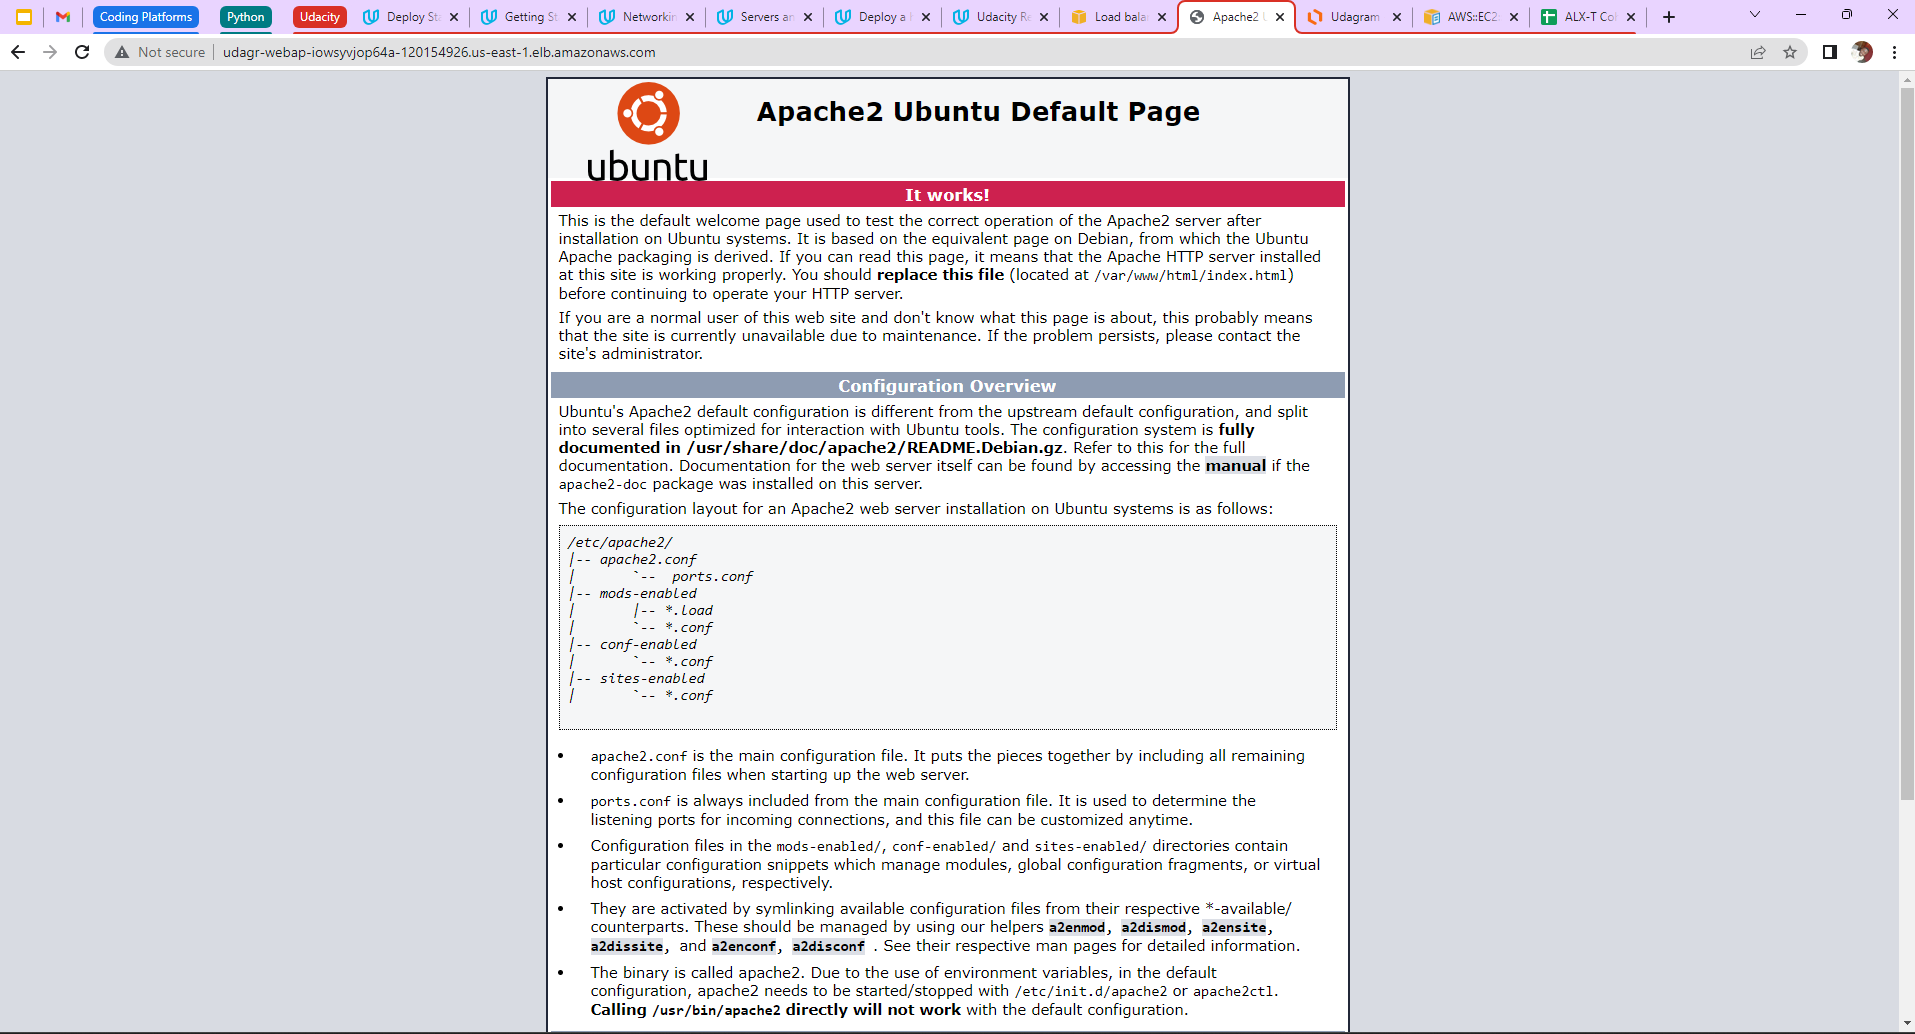 Coding Platforms
Python
Udacity
Deploy Sta
Getting St
Networkin
Servers an
Deploy a H
Udacity Re
Load bala
Apache2 U
Udagram
AWS::EC2:
ALX-T Col
Not secure
udagr-webap-iowsyvjop64a-120154926.us-east-1.elb.amazonaws.com
ubuntu
Apache2 Ubuntu Default Page
It works!
This is the default welcome page used to test the correct operation of the Apache2 server after
installation on Ubuntu systems. It is based on the equivalent page on Debian, from which the Ubuntu
Apache packaging is derived. If you can read this page, it means that the Apache HTTP server installed
at this site is working properly. You should replace this file (located at /var/www/html/index.html)
before continuing to operate your HTTP server.
If you are a normal user of this web site and don't know what this page is about, this probably means
that the site is currently unavailable due to maintenance. If the problem persists, please contact the
site's administrator.
Configuration Overview
Ubuntu's Apache2 default configuration is different from the upstream default configuration, and split
into several files optimized for interaction with Ubuntu tools. The configuration system is fully
documented in /usr/share/doc/apache2/README.Debian.gz. Refer to this for the full
documentation. Documentation for the web server itself can be found by accessing the manual if the
apache2-doc package was installed on this server.
The configuration layout for an Apache2 web server installation on Ubuntu systems is as follows:
/etc/apache2/
|-- apache2.conf
|       `--  ports.conf
|-- mods-enabled
|       |-- *.load
|       `-- *.conf
|-- conf-enabled
|       `-- *.conf
|-- sites-enabled
|       `-- *.conf
• apache2.conf is the main configuration file. It puts the pieces together by including all remaining
configuration files when starting up the web server.
• ports.conf is always included from the main configuration file. It is used to determine the
listening ports for incoming connections, and this file can be customized anytime.
• Configuration files in the mods-enabled/, conf-enabled/ and sites-enabled/ directories contain
particular configuration snippets which manage modules, global configuration fragments, or virtual
host configurations, respectively.
• They are activated by symlinking available configuration files from their respective *-available/
counterparts. These should be managed by using our helpers a2enmod, a2dismod, a2ensite,
a2dissite, and a2enconf, a2disconf . See their respective man pages for detailed information.
• The binary is called apache2. Due to the use of environment variables, in the default
configuration, apache2 needs to be started/stopped with /etc/init.d/apache2 or apache2ctl.
Calling /usr/bin/apache2 directly will not work with the default configuration.